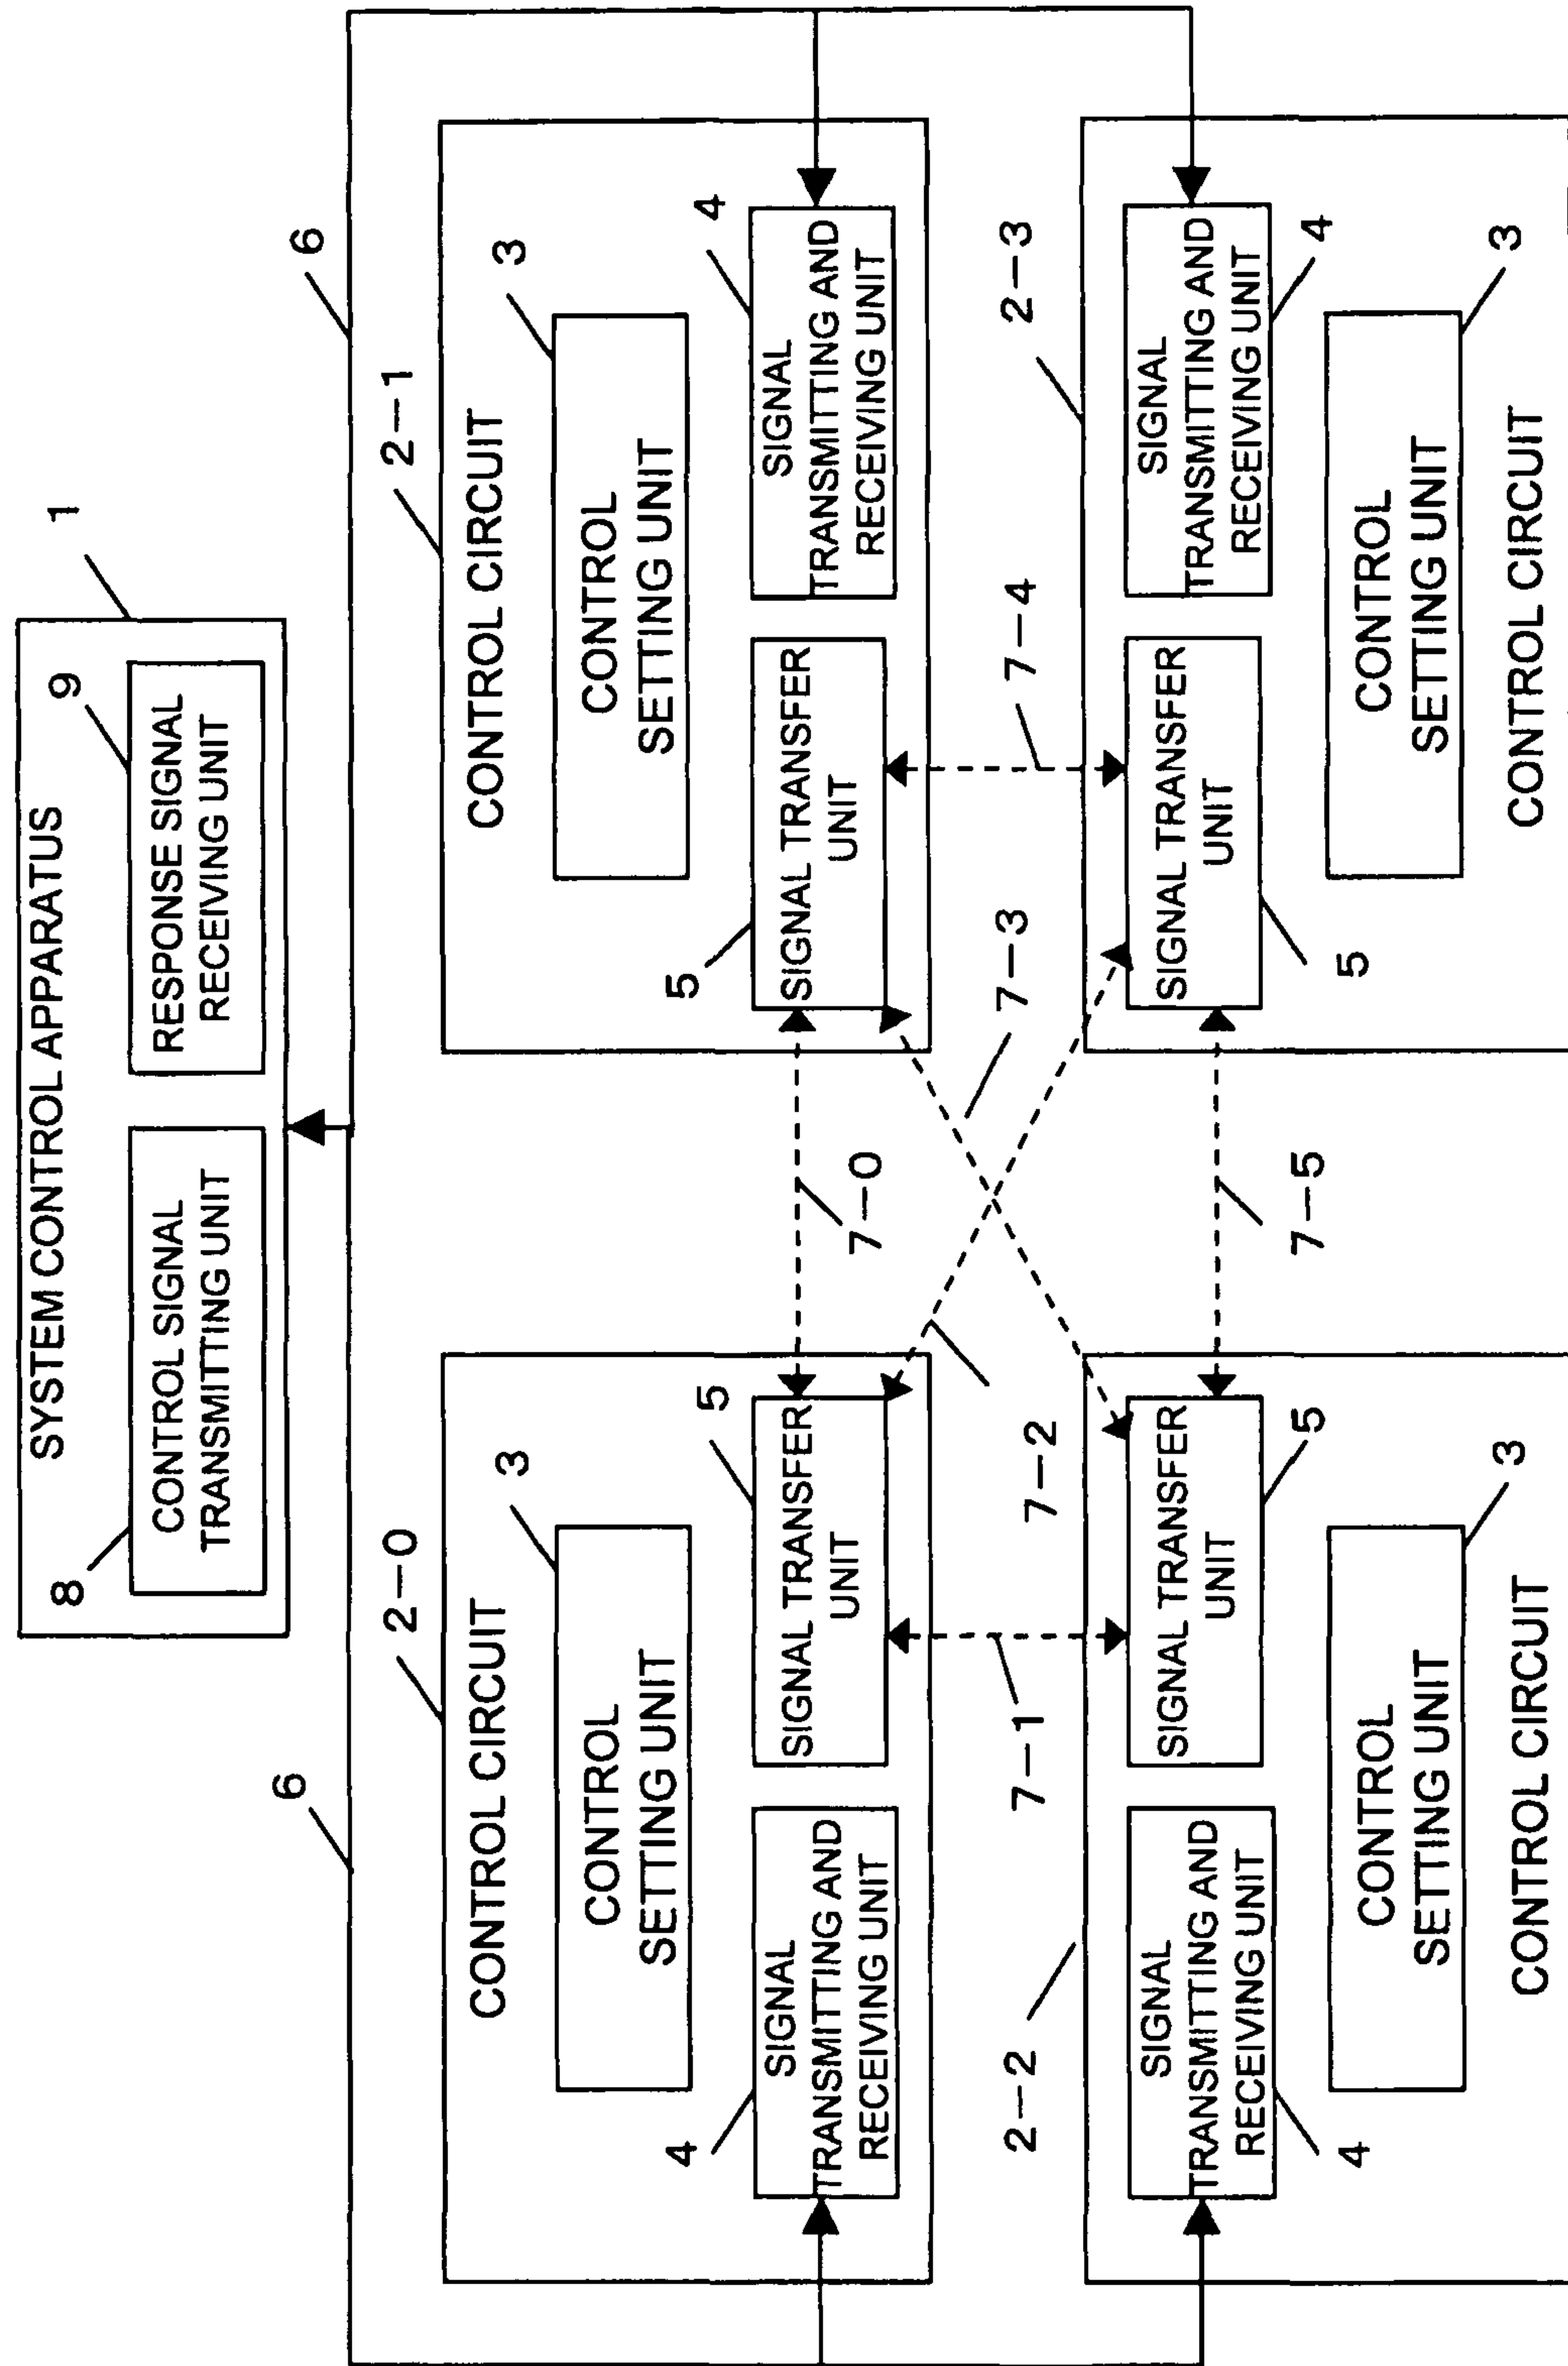 SYSTEM CONTROL APPARATUS
1
8
CONTROL SIGNAL
TRANSMITTING UNIT
9
RESPONSE SIGNAL
RECEIVING UNIT
6
6
2-0
CONTROL CIRCUIT
3
CONTROL
SETTING UNIT
4
SIGNAL
TRANSMITTING AND
RECEIVING UNIT
5
SIGNAL TRANSFER
UNIT
2-1
CONTROL CIRCUIT
3
CONTROL
SETTING UNIT
5
SIGNAL TRANSFER
UNIT
4
SIGNAL
TRANSMITTING AND
RECEIVING UNIT
7-0
7-1
7-2
7-3
7-4
7-5
2-2
SIGNAL
TRANSMITTING AND
RECEIVING UNIT
4
SIGNAL TRANSFER
UNIT
5
CONTROL
SETTING UNIT
3
CONTROL CIRCUIT
2-3
SIGNAL TRANSFER
UNIT
5
SIGNAL
TRANSMITTING AND
RECEIVING UNIT
4
CONTROL
SETTING UNIT
3
CONTROL CIRCUIT